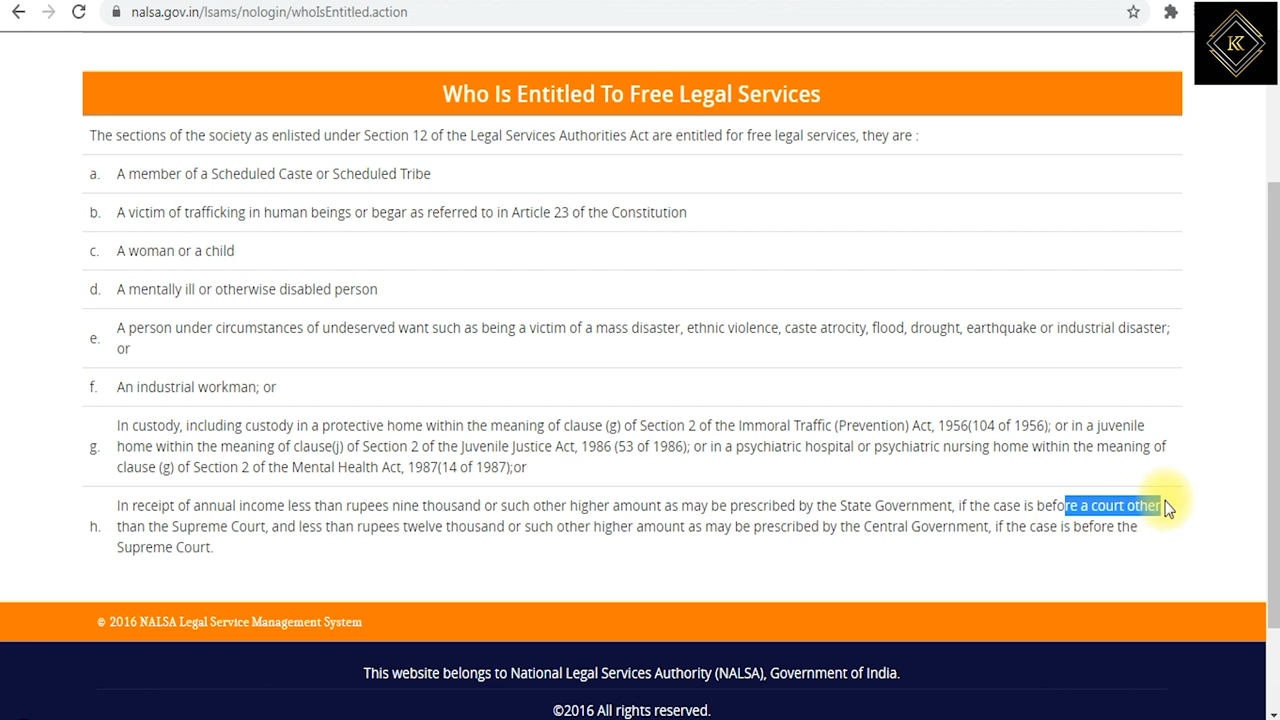 nalsa.gov.in/lsams/nologin/whoIsEntitled.action
KK
Who Is Entitled To Free Legal Services
The sections of the society as enlisted under Section 12 of the Legal Services Authorities Act are entitled for free legal services, they are :
a. A member of a Scheduled Caste or Scheduled Tribe
b. A victim of trafficking in human beings or begar as referred to in Article 23 of the Constitution
c. A woman or a child
d. A mentally ill or otherwise disabled person
e. A person under circumstances of undeserved want such as being a victim of a mass disaster, ethnic violence, caste atrocity, flood, drought, earthquake or industrial disaster;
or
f. An industrial workman; or
g. In custody, including custody in a protective home within the meaning of clause (g) of Section 2 of the Immoral Traffic (Prevention) Act, 1956(104 of 1956); or in a juvenile
home within the meaning of clause(j) of Section 2 of the Juvenile Justice Act, 1986 (53 of 1986); or in a psychiatric hospital or psychiatric nursing home within the meaning of
clause (g) of Section 2 of the Mental Health Act, 1987(14 of 1987);or
h. In receipt of annual income less than rupees nine thousand or such other higher amount as may be prescribed by the State Government, if the case is before a court other
than the Supreme Court, and less than rupees twelve thousand or such other higher amount as may be prescribed by the Central Government, if the case is before the
Supreme Court.
© 2016 NALSA Legal Service Management System
This website belongs to National Legal Services Authority (NALSA), Government of India.
©2016 All rights reserved.